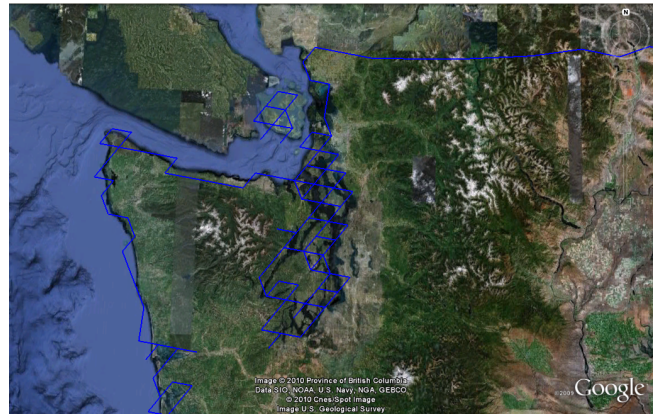 N
Image © 2010 Province of British Columbia
Data SIO, NOAA, U.S. Navy, NGA, GEBCO
© 2010 Cnes/Spot Image
Image U.S. Geological Survey
©2009 Google